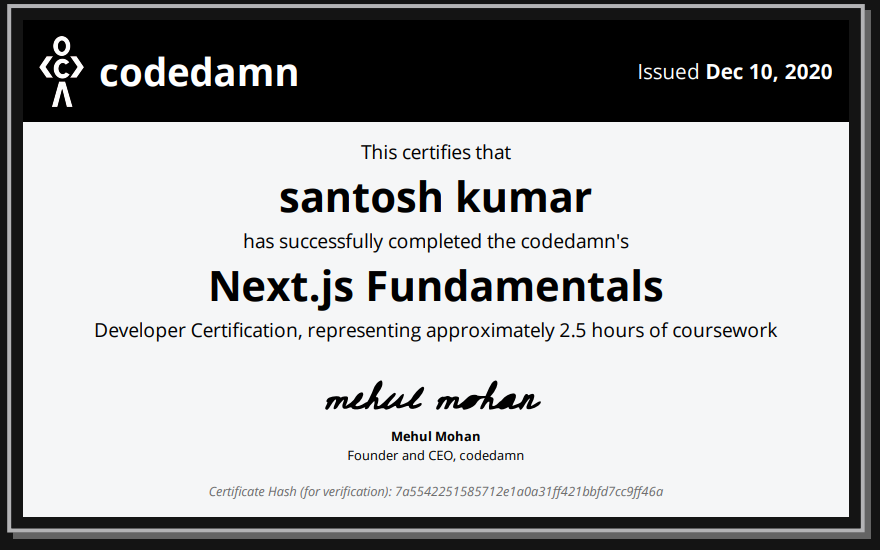 codedamn
Issued Dec 10, 2020
This certifies that
santosh kumar
has successfully completed the codedamn's
Next.js Fundamentals
Developer Certification, representing approximately 2.5 hours of coursework
mehul mohan
Mehul Mohan
Founder and CEO, codedamn
Certificate Hash (for verification): 7a5542251585712e1a0a31ff421bbfd7cc9ff46a